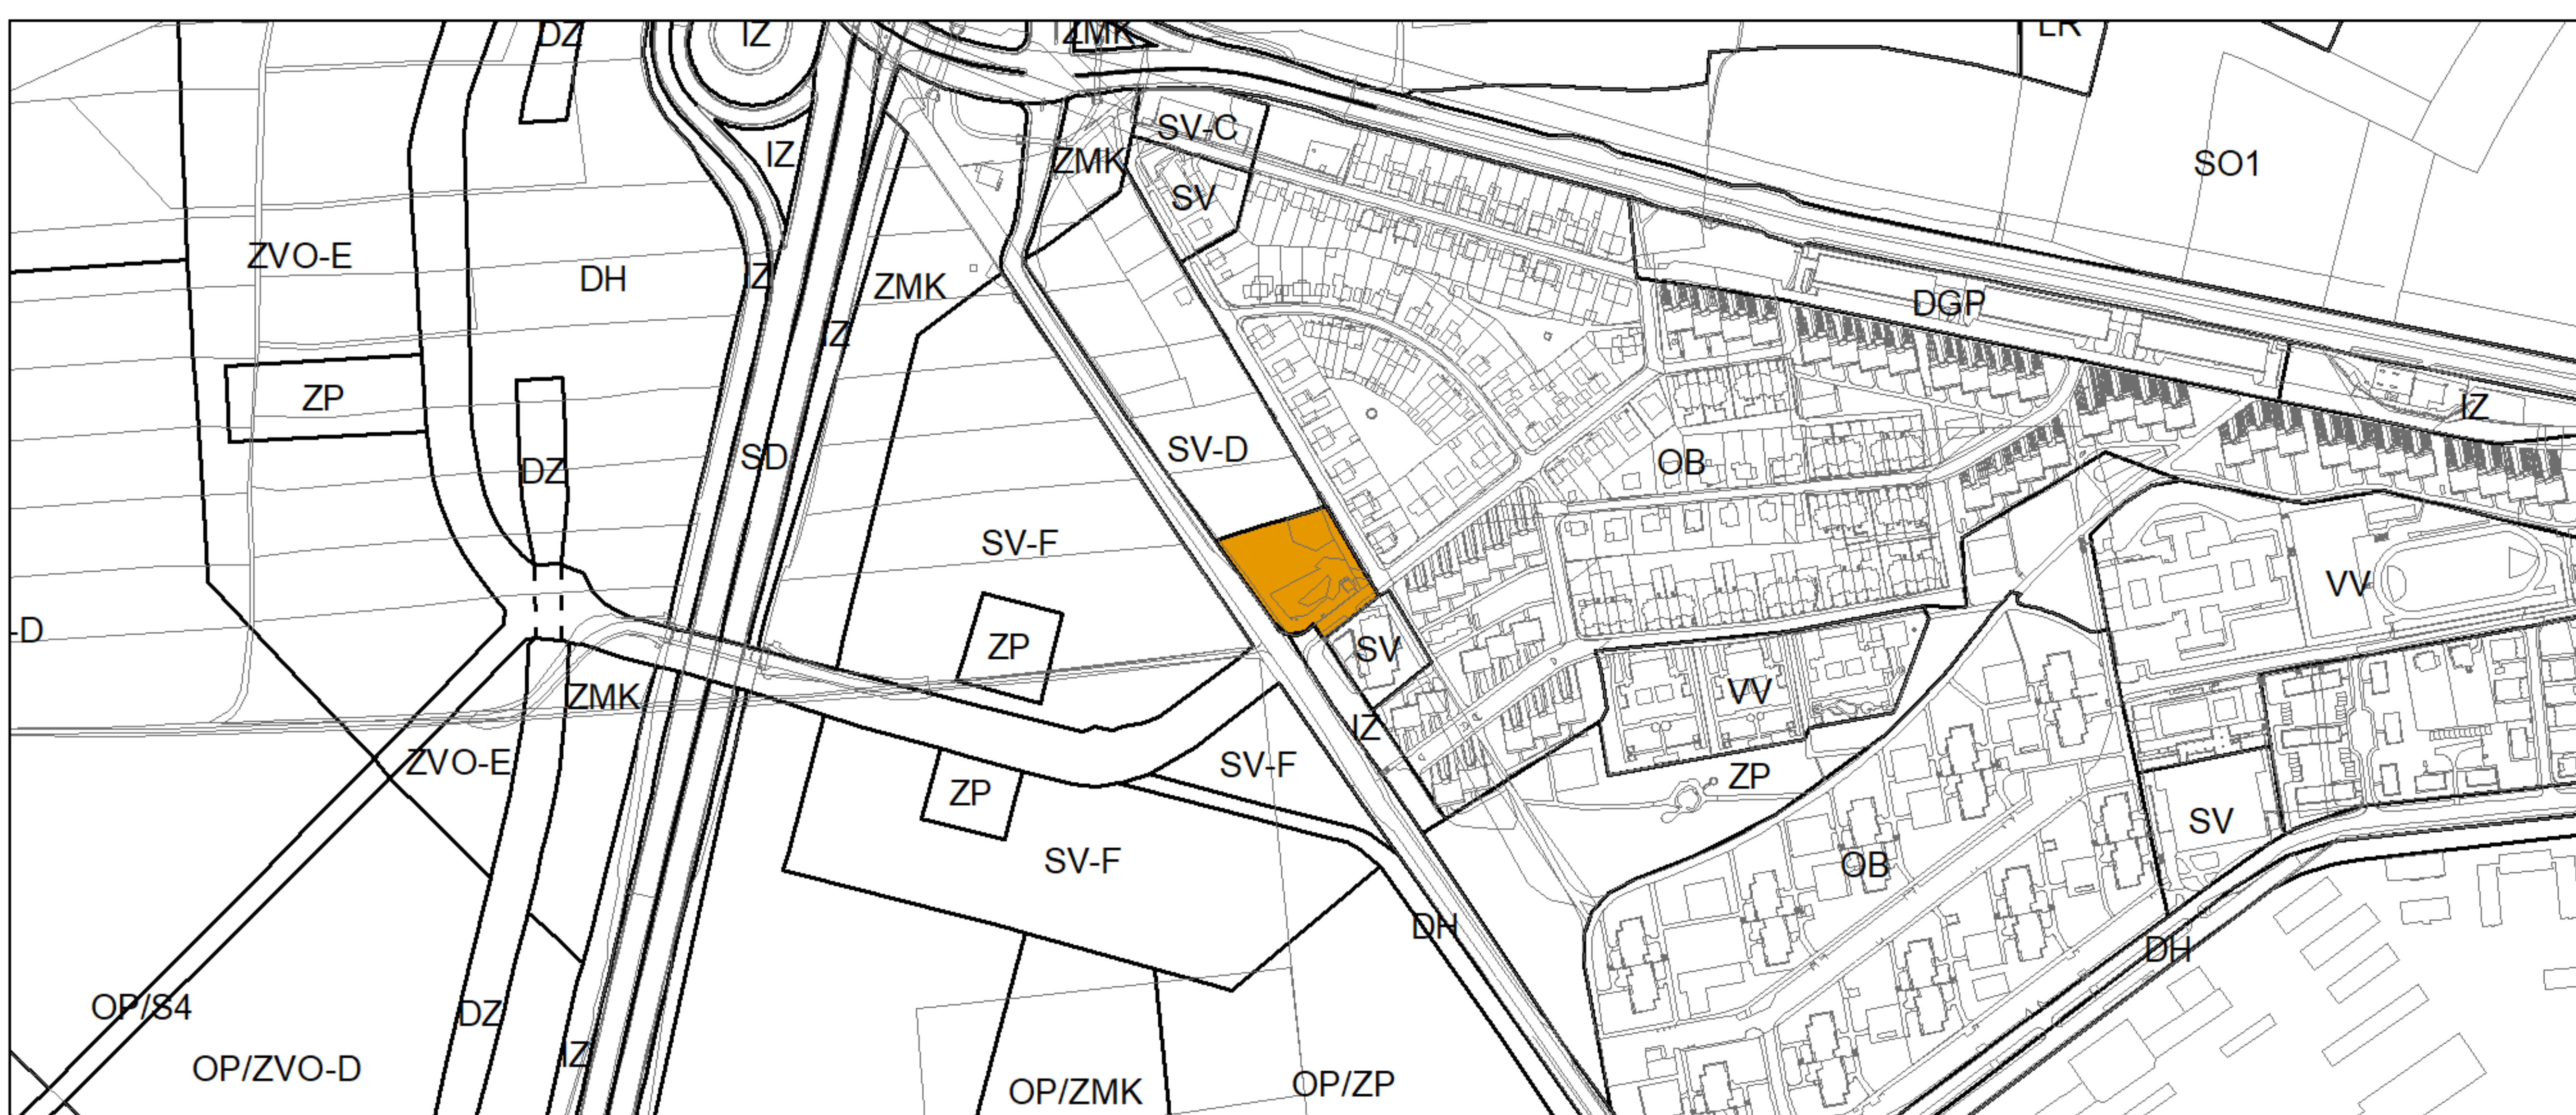 DZ
IZ
ZMK
LR
SV-C
IZ
ZMK
SO1
SV
ZVO-E
DH
IZ
ZMK
DGP
IZ
ZP
IZ
SV-D
SD
DZ
OB
SV-F
VV
-D
ZP
SV
ZMK
VV
IZ
ZVO-E
SV-F
ZP
ZP
SV
SV-F
OB
DH
DH
OP/S4
DZ
IZ
OP/ZVO-D
OP/ZMK
OP/ZP